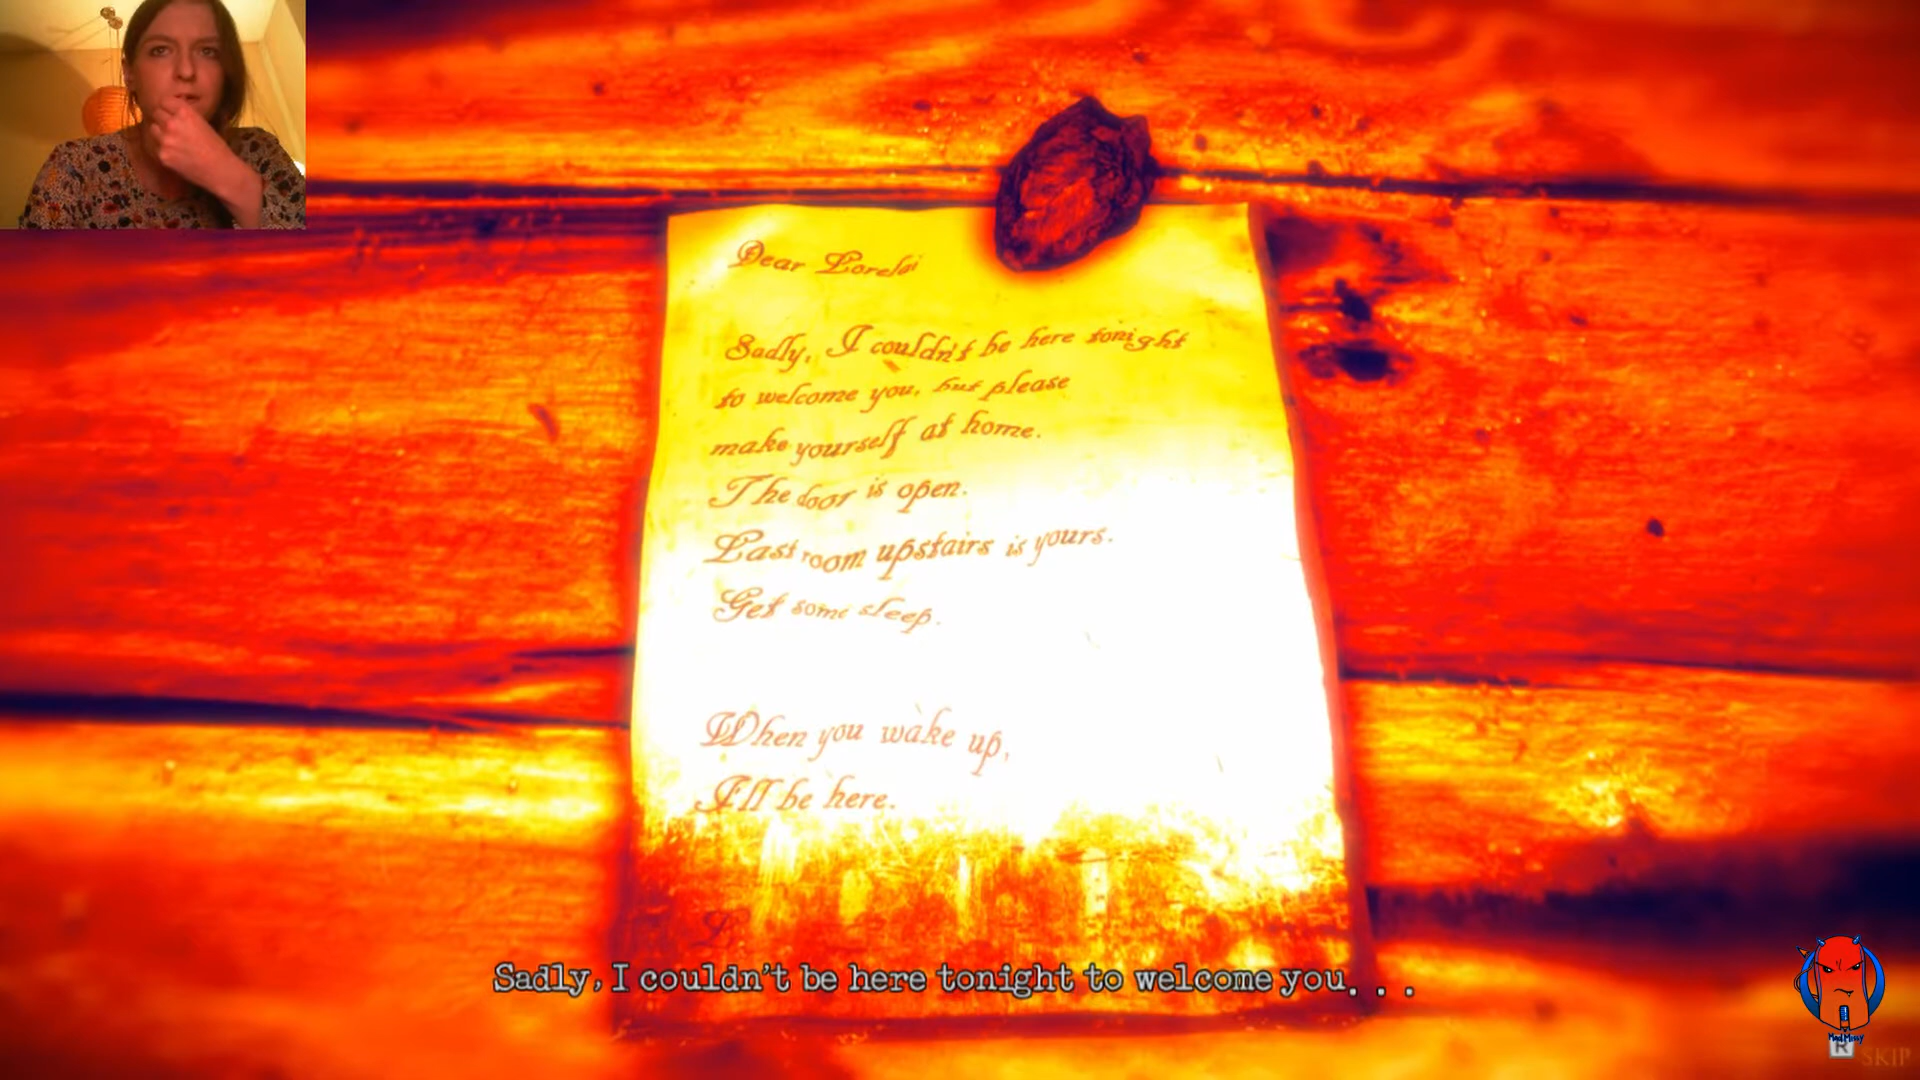 Dear Lorelai
Sadly, I couldn't be here tonight
to welcome you, but please
make yourself at home.
The door is open.
Last room upstairs is yours.
Get some sleep.
When you wake up,
I'll be here.
L
Sadly, I couldn't be here tonight to welcome you. . .
Mad Missy
R SKIP